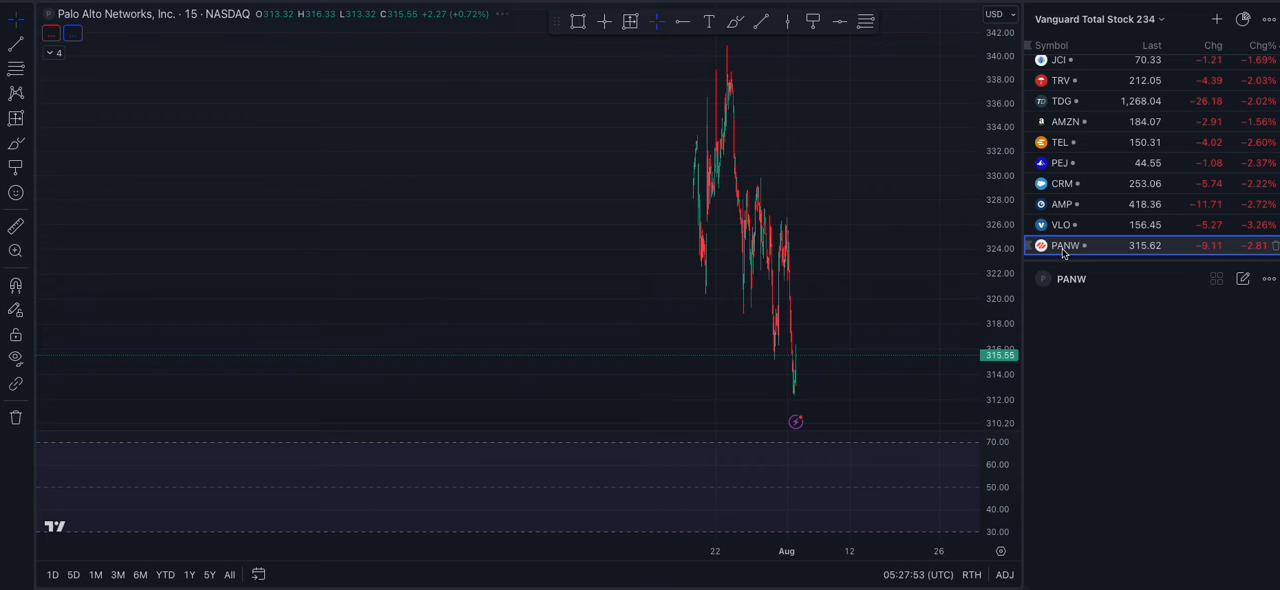 Palo Alto Networks, Inc. · 15 · NASDAQ O313.32 H316.33 L313.32 C315.55 +2.27 (+0.72%)
4
USD
342.00
340.00
338.00
336.00
334.00
332.00
330.00
328.00
326.00
324.00
322.00
320.00
318.00
316.00
315.55
314.00
312.00
310.20
70.00
60.00
50.00
40.00
30.00
22 Aug 12 26
1D 5D 1M 3M 6M YTD 1Y 5Y All 05:27:53 (UTC) RTH ADJ
Vanguard Total Stock 234
Symbol Last Chg Chg%
JCI 70.33 −1.21 −1.69%
TRV 212.05 −4.39 −2.03%
TDG 1,268.04 −26.18 −2.02%
AMZN 184.07 −2.91 −1.56%
TEL 150.31 −4.02 −2.60%
PEJ 44.55 −1.08 −2.37%
CRM 253.06 −5.74 −2.22%
AMP 418.36 −11.71 −2.72%
VLO 156.45 −5.27 −3.26%
PANW 315.62 −9.11 −2.81
P PANW